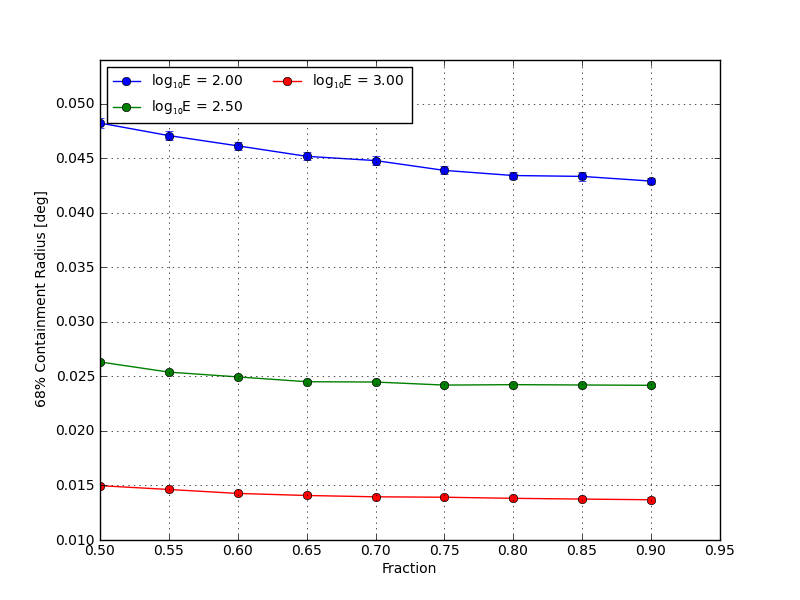 log₁₀E = 2.00
log₁₀E = 3.00
log₁₀E = 2.50
0.050
0.045
0.040
0.035
0.030
0.025
0.020
0.015
0.010
68% Containment Radius [deg]
0.50 0.55 0.60 0.65 0.70 0.75 0.80 0.85 0.90 0.95
Fraction